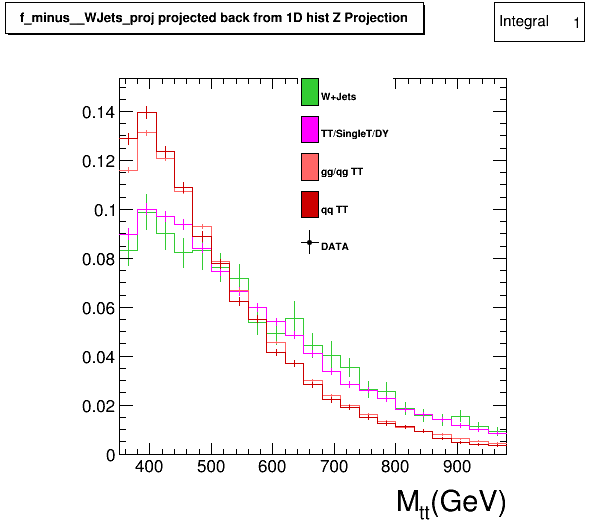 f_minus__WJets_proj projected back from 1D hist Z Projection
Integral 1
W+Jets
TT/SingleT/DY
gg/qg TT
qq TT
DATA
0.14
0.12
0.1
0.08
0.06
0.04
0.02
0
400 500 600 700 800 900
Mtt(GeV)